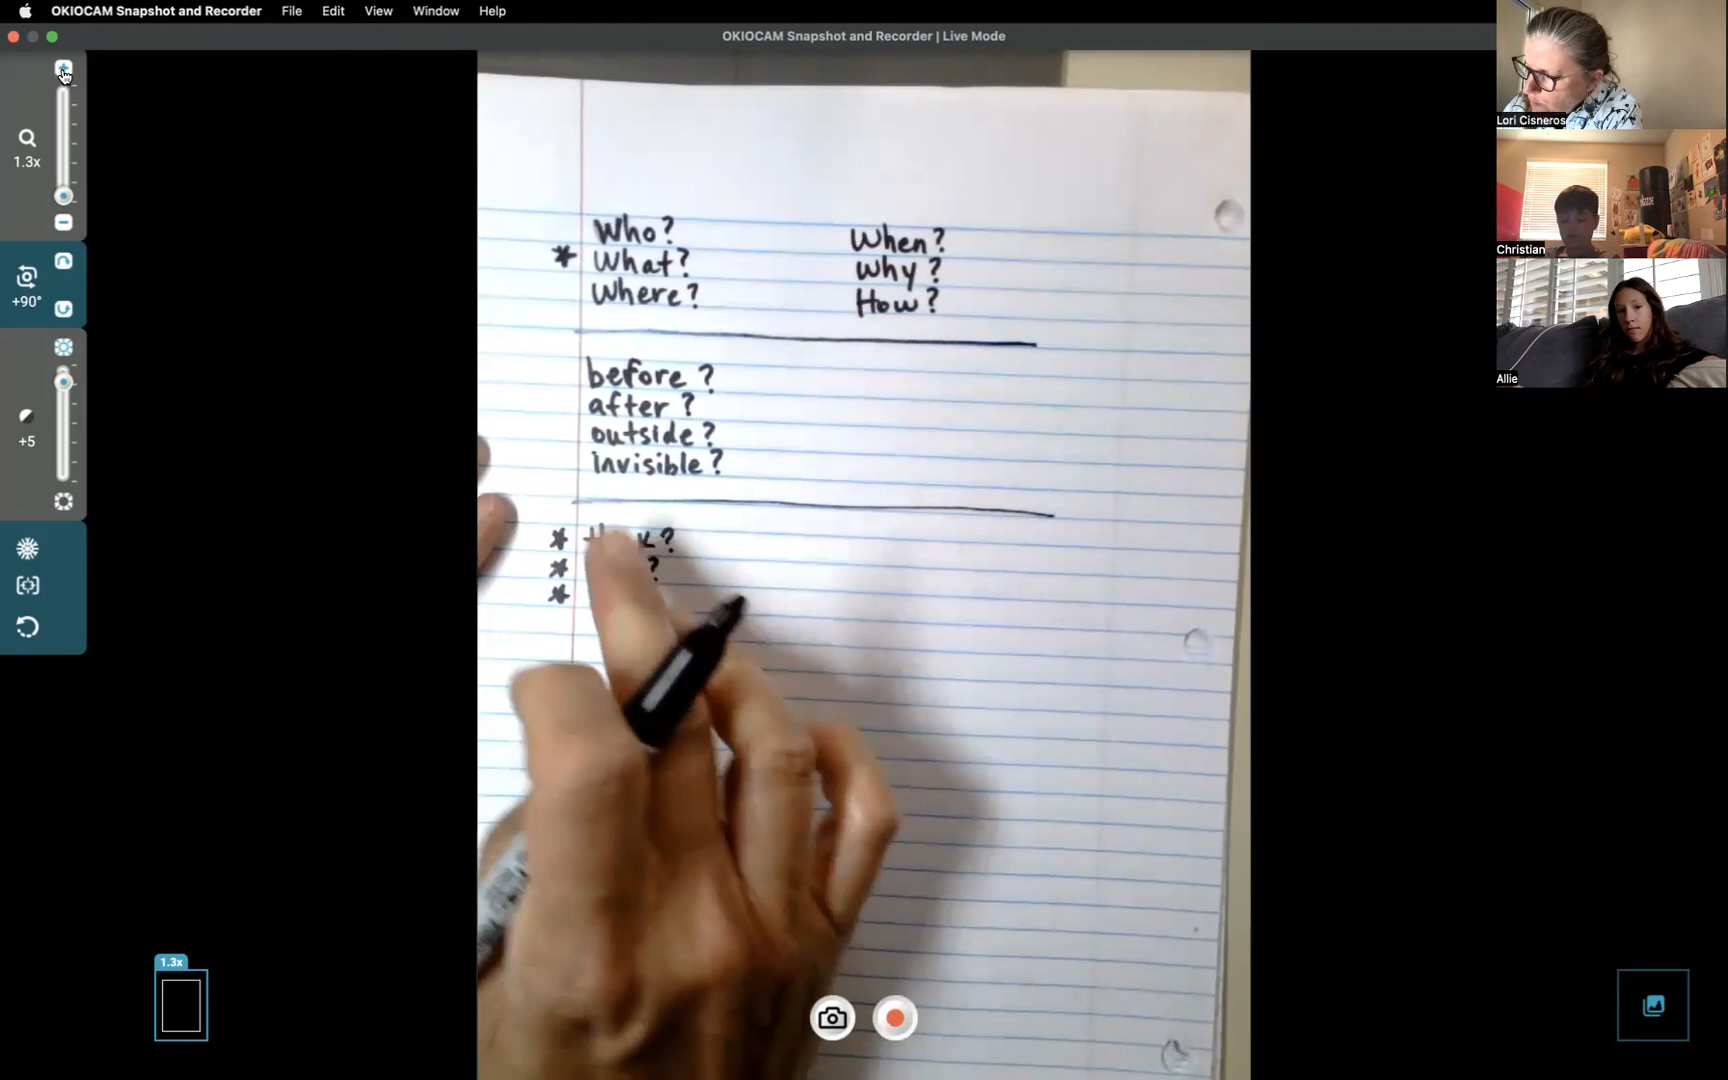 OKIOCAM Snapshot and Recorder File Edit View Window Help
OKIOCAM Snapshot and Recorder | Live Mode
1.3x
+90°
+5
Who?
* What?
Where?
When?
Why?
How?
before?
after?
outside?
invisible?
*
* ?
*
1.3x
Lori Cisneros
Christian
Allie